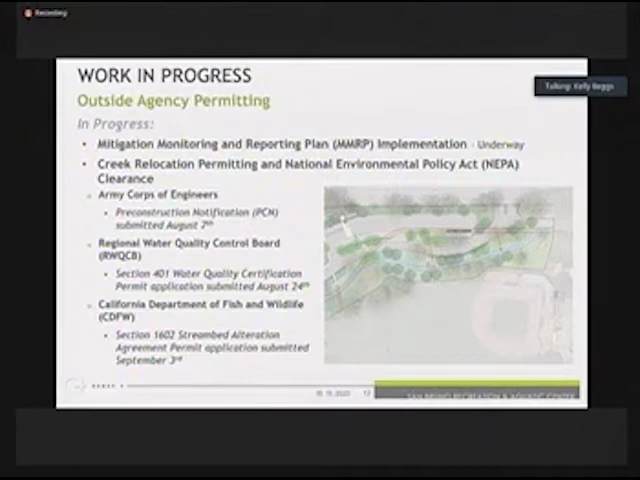 Recording
Talking: Kelly Beggs
WORK IN PROGRESS
Outside Agency Permitting
In Progress:
• Mitigation Monitoring and Reporting Plan (MMRP) Implementation - Underway
• Creek Relocation Permitting and National Environmental Policy Act (NEPA)
Clearance
Army Corps of Engineers
• Preconstruction Notification (PCN)
submitted August 7th
Regional Water Quality Control Board
(RWQCB)
• Section 401 Water Quality Certification
Permit application submitted August 24th
California Department of Fish and Wildlife
(CDFW)
• Section 1602 Streambed Alteration
Agreement Permit application submitted
September 3rd
12
SAN BRUNO RECREATION & AQUATIC CENTER